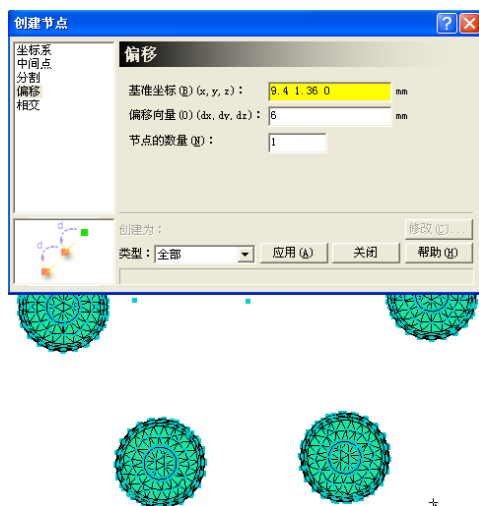 创建节点
坐标系
中间点
分割
偏移
相交
偏移
基准坐标(B)(x, y, z)： 9.4 1.36 0 mm
偏移向量(O)(dx, dy, dz)： 6 mm
节点的数量(N)： 1
创建为：
修改(C)...
类型：全部 应用(A) 关闭 帮助(H)
d
d